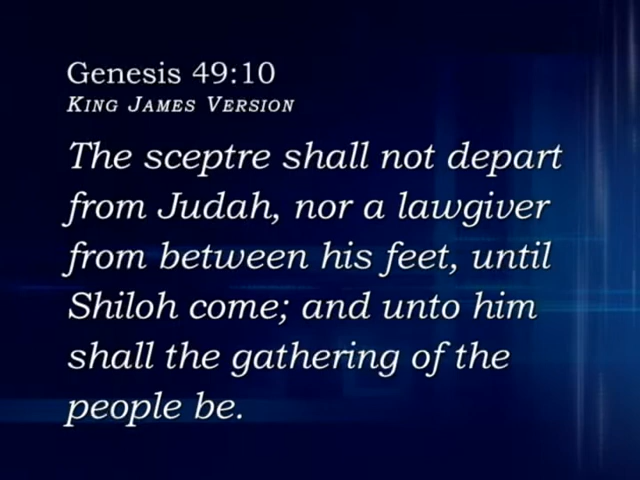 Genesis 49:10
King James Version
The sceptre shall not depart
from Judah, nor a lawgiver
from between his feet, until
Shiloh come; and unto him
shall the gathering of the
people be.